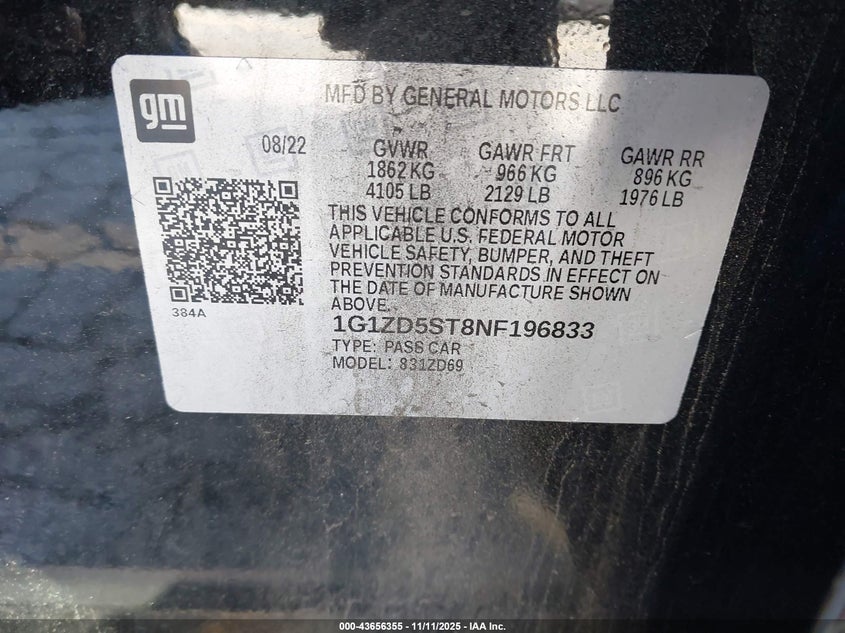 gm
MFD BY GENERAL MOTORS LLC
08/22
GVWR GAWR FRT GAWR RR
1862 KG 966 KG 896 KG
4105 LB 2129 LB 1976 LB
THIS VEHICLE CONFORMS TO ALL
APPLICABLE U.S. FEDERAL MOTOR
VEHICLE SAFETY, BUMPER, AND THEFT
PREVENTION STANDARDS IN EFFECT ON
THE DATE OF MANUFACTURE SHOWN
ABOVE.
384A
1G1ZD5ST8NF196833
TYPE: PASS CAR
MODEL: 831ZD69
000-43656355 - 11/11/2025 - IAA Inc.